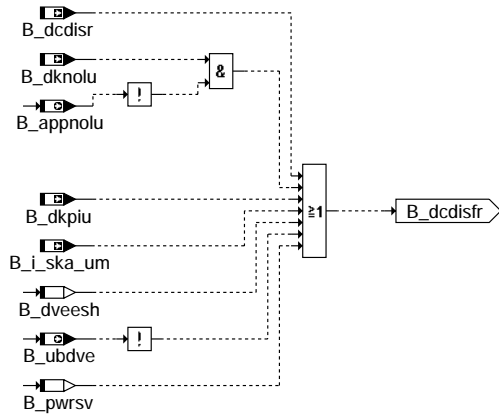 B_dcdisr
B_dknolu
&
B_appnolu
!
B_dkpiu
≥1
B_dcdisfr
B_i_ska_um
B_dveesh
B_ubdve
!
B_pwrsv